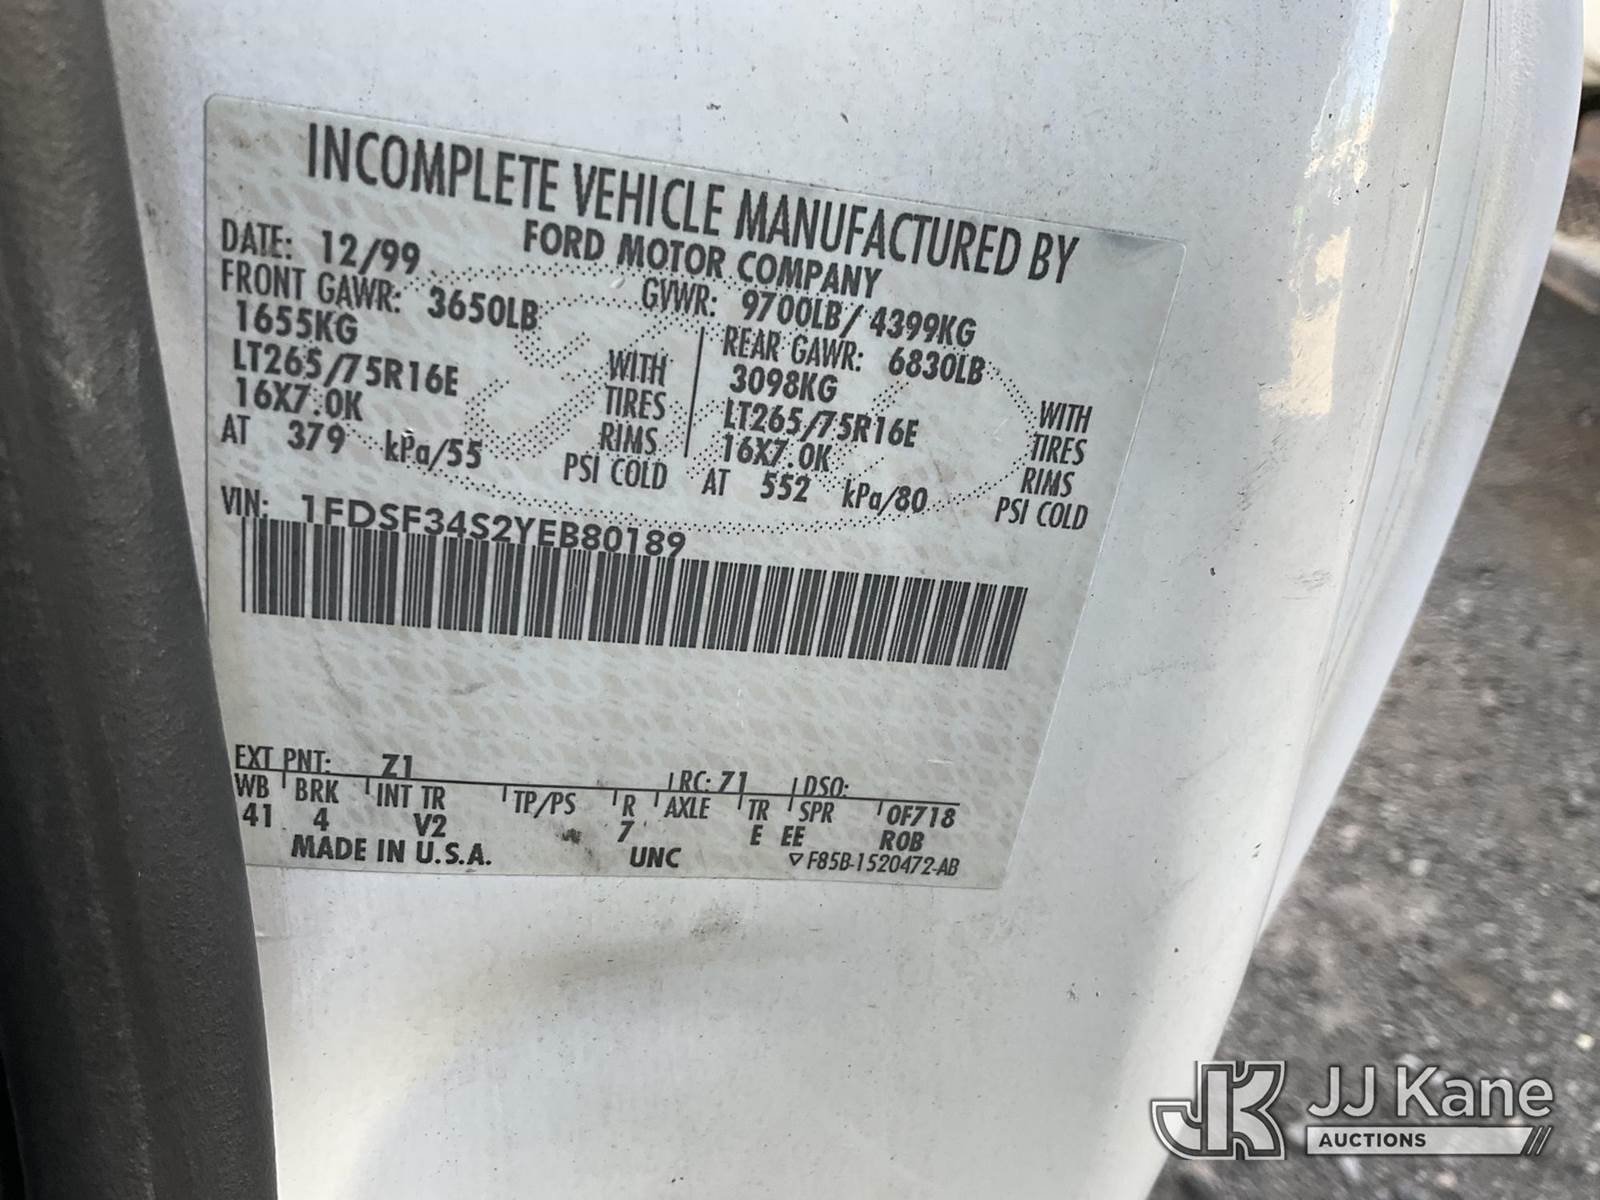 INCOMPLETE VEHICLE MANUFACTURED BY
FORD MOTOR COMPANY
DATE: 12/99 GVWR: 9700LB/ 4399KG
FRONT GAWR: 3650LB REAR GAWR: 6830LB
1655KG WITH 3098KG WITH
LT265/75R16E TIRES LT265/75R16E TIRES
16X7.0K RIMS 16X7.0K RIMS
AT 379 kPa/55 PSI COLD AT 552 kPa/80 PSI COLD
VIN: 1FDSF34S2YEB80189
EXT PNT: Z1 RC: 71 DSO:
WB BRK INT TR TP/PS R AXLE TR SPR OF718
41 4 V2 7 E EE ROB
MADE IN U.S.A. UNC ▽ F85B-1520472-AB
JK JJ Kane
AUCTIONS